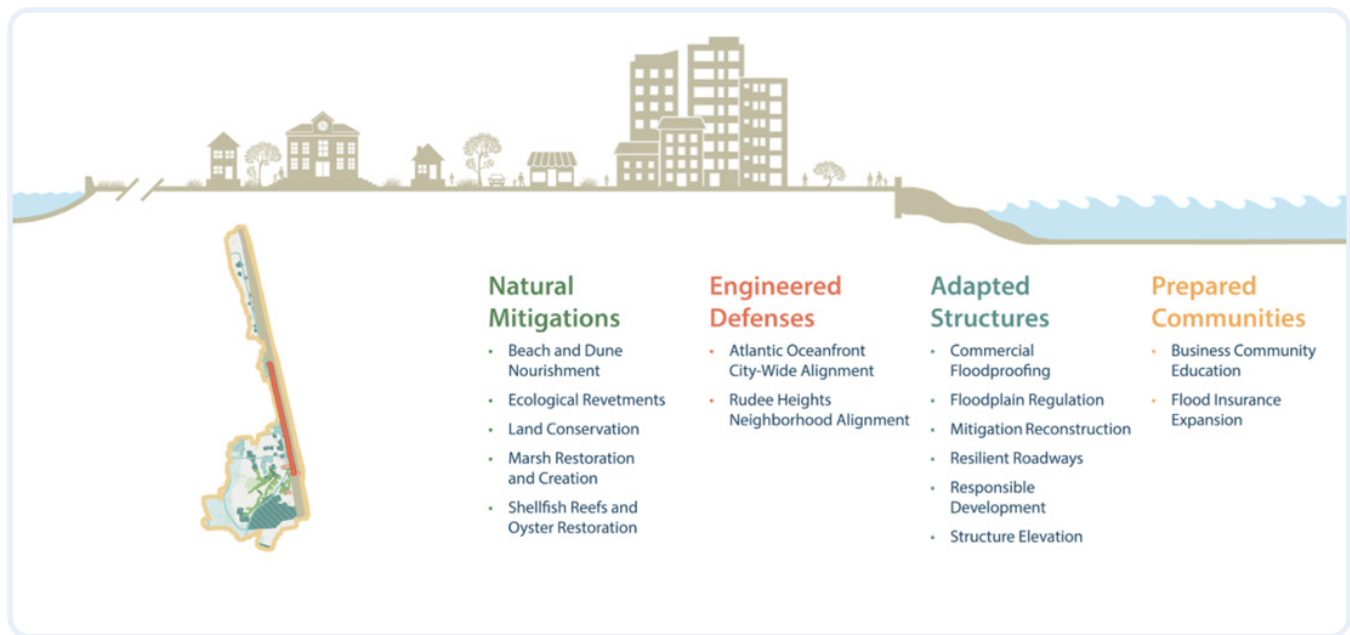 Natural
Mitigations
• Beach and Dune
Nourishment
• Ecological Revetments
• Land Conservation
• Marsh Restoration
and Creation
• Shellfish Reefs and
Oyster Restoration
Engineered
Defenses
• Atlantic Oceanfront
City-Wide Alignment
• Rudee Heights
Neighborhood Alignment
Adapted
Structures
• Commercial
Floodproofing
• Floodplain Regulation
• Mitigation Reconstruction
• Resilient Roadways
• Responsible
Development
• Structure Elevation
Prepared
Communities
• Business Community
Education
• Flood Insurance
Expansion